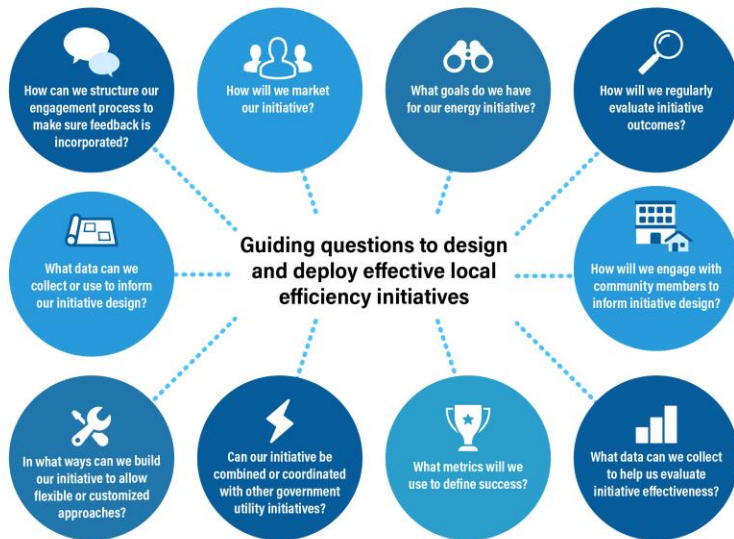 How can we structure our
engagement process to
make sure feedback is
incorporated?
How will we market
our initiative?
What goals do we have
for our energy initiative?
How will we regularly
evaluate initiative
outcomes?
What data can we
collect or use to inform
our initiative design?
Guiding questions to design
and deploy effective local
efficiency initiatives
How will we engage with
community members to
inform initiative design?
In what ways can we build
our initiative to allow
flexible or customized
approaches?
Can our initiative be
combined or coordinated
with other government
utility initiatives?
What metrics will we
use to define success?
What data can we collect
to help us evaluate
initiative effectiveness?